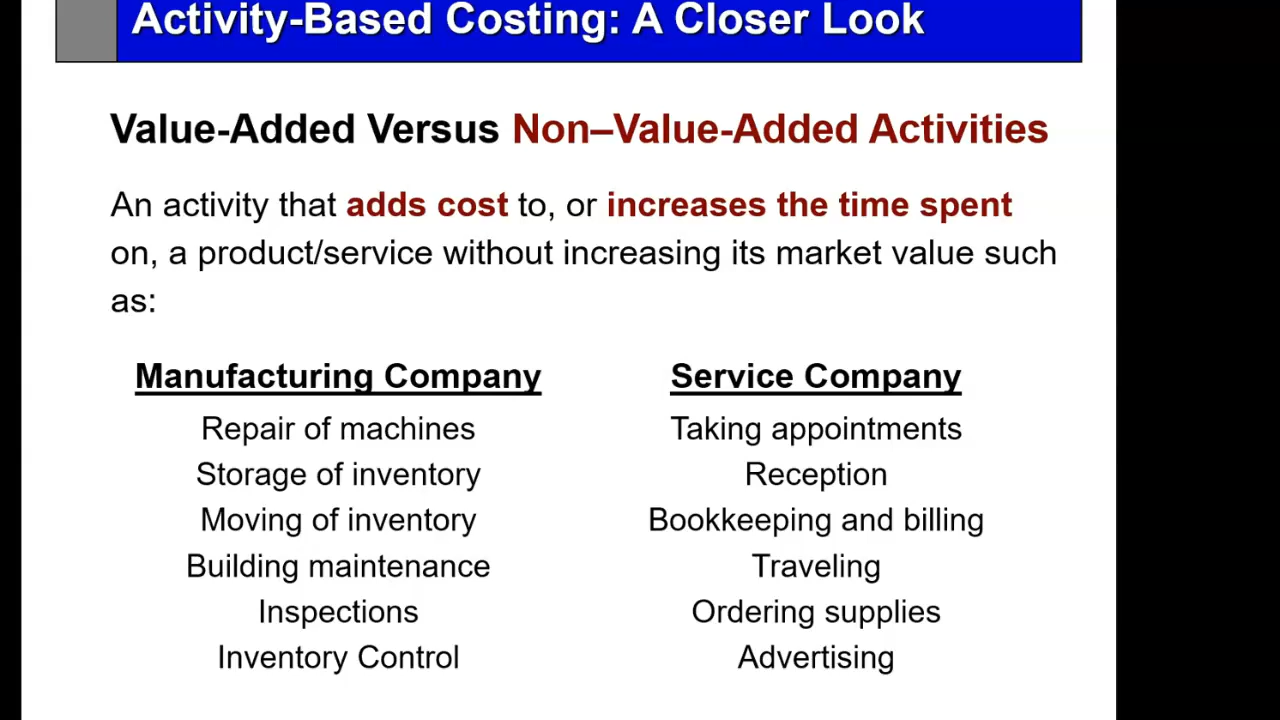 Activity-Based Costing: A Closer Look
Value-Added Versus Non–Value-Added Activities
An activity that adds cost to, or increases the time spent
on, a product/service without increasing its market value such
as:
Manufacturing Company
Repair of machines
Storage of inventory
Moving of inventory
Building maintenance
Inspections
Inventory Control
Service Company
Taking appointments
Reception
Bookkeeping and billing
Traveling
Ordering supplies
Advertising